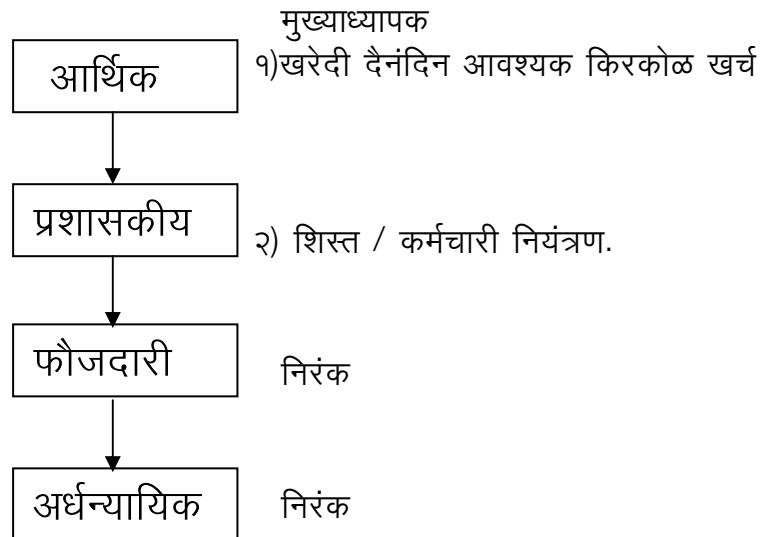 मुख्याध्यापक
आर्थिक
१)खरेदी दैनंदिन आवश्यक किरकोळ खर्च
प्रशासकीय
२) शिस्त / कर्मचारी नियंत्रण.
फौजदारी
निरंक
अर्धन्यायिक
निरंक